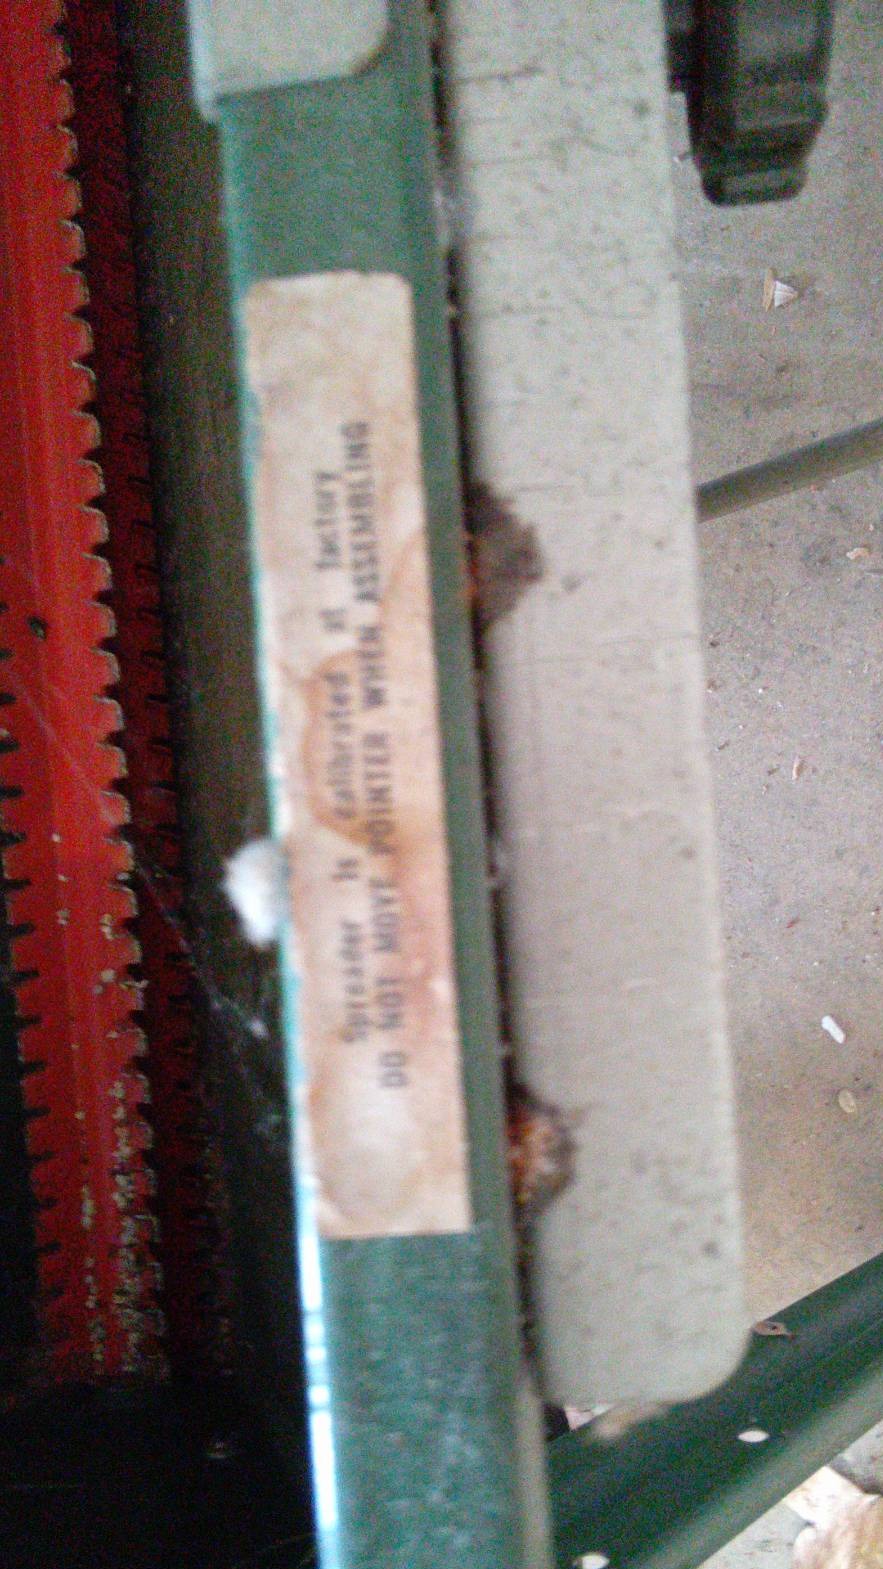 Spreader is calibrated at factory
DO NOT MOVE POINTER WHEN ASSEMBLING